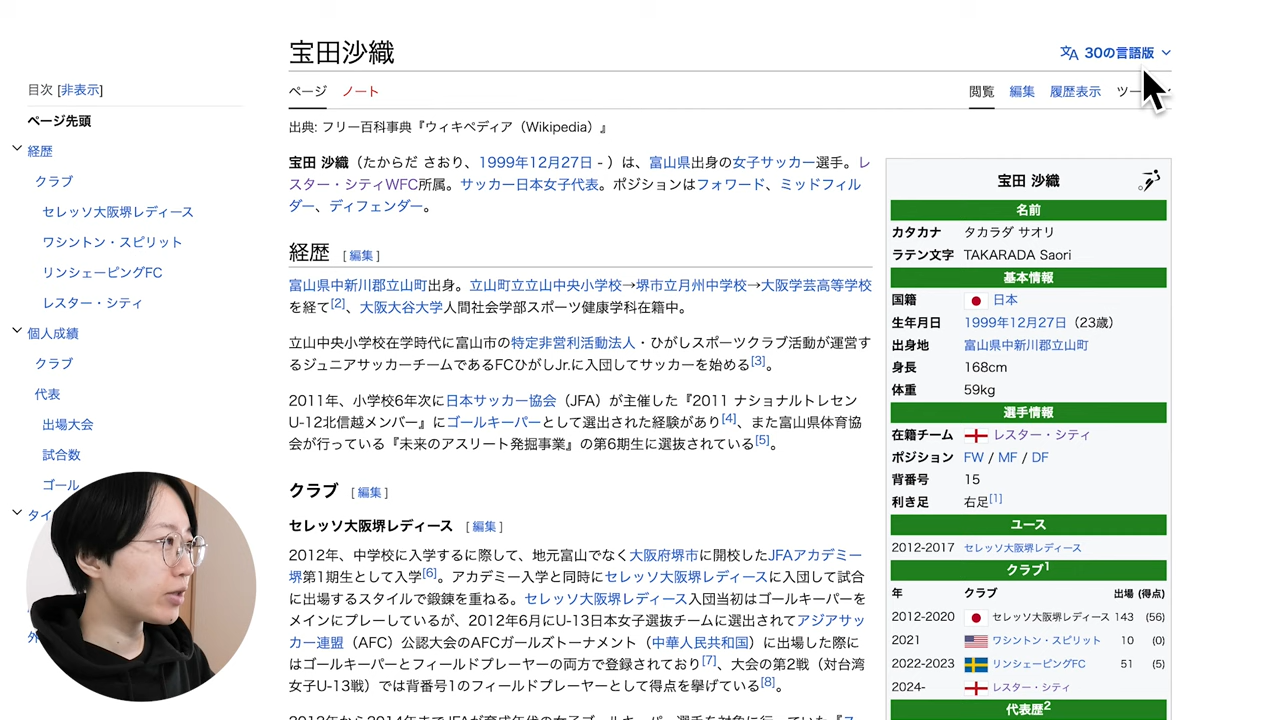 宝田沙織
30の言語版
目次 [非表示]
ページ先頭
経歴
クラブ
セレッソ大阪堺レディース
ワシントン・スピリット
リンシェーピングFC
レスター・シティ
個人成績
クラブ
代表
出場大会
試合数
ゴール
タイ
外
ページ ノート
閲覧 編集 履歴表示 ツー
出典: フリー百科事典『ウィキペディア（Wikipedia）』
宝田 沙織（たからだ さおり、1999年12月27日 - ）は、富山県出身の女子サッカー選手。レ
スター・シティWFC所属。サッカー日本女子代表。ポジションはフォワード、ミッドフィル
ダー、ディフェンダー。
経歴 [ 編集 ]
富山県中新川郡立山町出身。立山町立立山中央小学校→堺市立月州中学校→大阪学芸高等学校
を経て[2]、大阪大谷大学人間社会学部スポーツ健康学科在籍中。
立山中央小学校在学時代に富山市の特定非営利活動法人・ひがしスポーツクラブ活動が運営す
るジュニアサッカーチームであるFCひがしJr.に入団してサッカーを始める[3]。
2011年、小学校6年次に日本サッカー協会（JFA）が主催した『2011 ナショナルトレセン
U-12北信越メンバー』にゴールキーパーとして選出された経験があり[4]、また富山県体育協
会が行っている『未来のアスリート発掘事業』の第6期生に選抜されている[5]。
クラブ [ 編集 ]
セレッソ大阪堺レディース [ 編集 ]
2012年、中学校に入学するに際して、地元富山でなく大阪府堺市に開校したJFAアカデミー
堺第1期生として入学[6]。アカデミー入学と同時にセレッソ大阪堺レディースに入団して試合
に出場するスタイルで鍛錬を重ねる。セレッソ大阪堺レディース入団当初はゴールキーパーを
メインにプレーしているが、2012年6月にU-13日本女子選抜チームに選出されてアジアサッ
カー連盟（AFC）公認大会のAFCガールズトーナメント（中華人民共和国）に出場した際に
はゴールキーパーとフィールドプレーヤーの両方で登録されており[7]、大会の第2戦（対台湾
女子U-13戦）では背番号1のフィールドプレーヤーとして得点を挙げている[8]。
宝田 沙織
名前
カタカナ タカラダ サオリ
ラテン文字 TAKARADA Saori
基本情報
国籍 日本
生年月日 1999年12月27日（23歳）
出身地 富山県中新川郡立山町
身長 168cm
体重 59kg
選手情報
在籍チーム レスター・シティ
ポジション FW / MF / DF
背番号 15
利き足 右足[1]
ユース
2012-2017 セレッソ大阪堺レディース
クラブ1
年 クラブ 出場 (得点)
2012-2020 セレッソ大阪堺レディース 143 (56)
2021 ワシントン・スピリット 10 (0)
2022-2023 リンシェーピングFC 51 (5)
2024- レスター・シティ
代表歴2